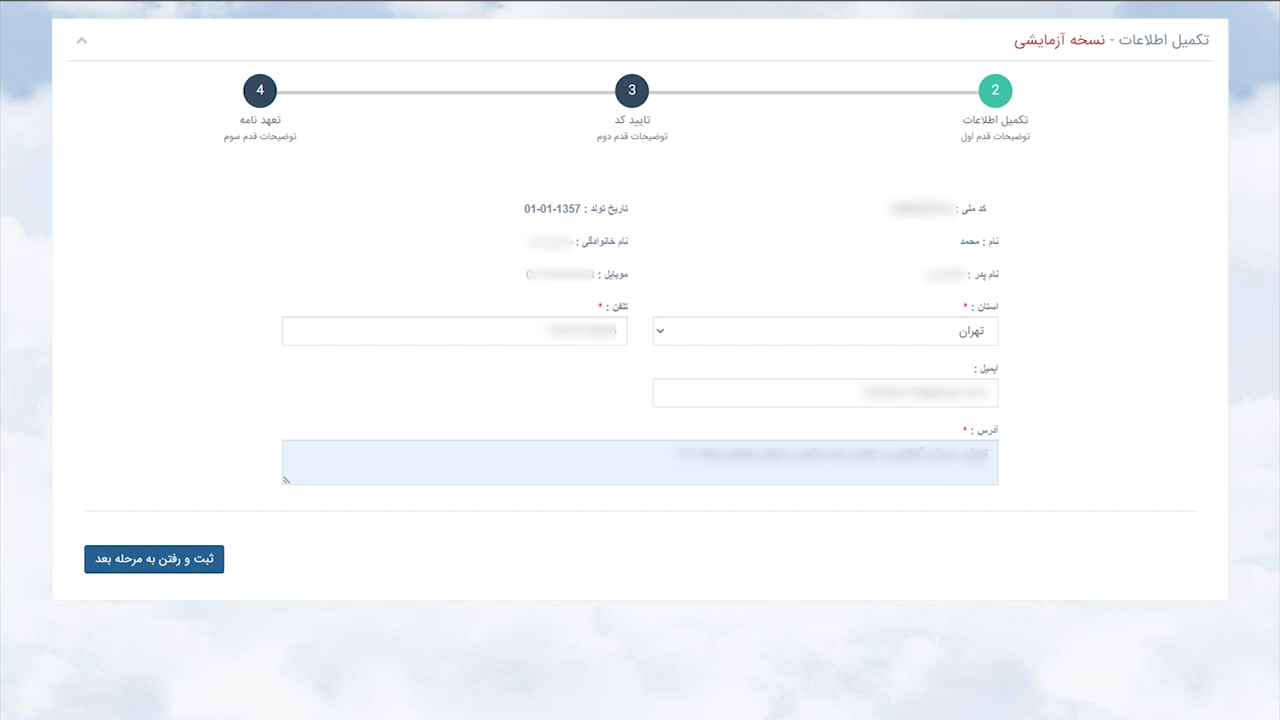 تکمیل اطلاعات - نسخه آزمایشی
2
3
4
تکمیل اطلاعات
تایید کد
تعهد نامه
توضیحات قدم اول
توضیحات قدم دوم
توضیحات قدم سوم
کد ملی :
تاریخ تولد : 1357-01-01
نام : محمد
نام خانوادگی :
نام پدر :
موبایل :
استان : *
تلفن : *
تهران
ایمیل :
آدرس : *
ثبت و رفتن به مرحله بعد